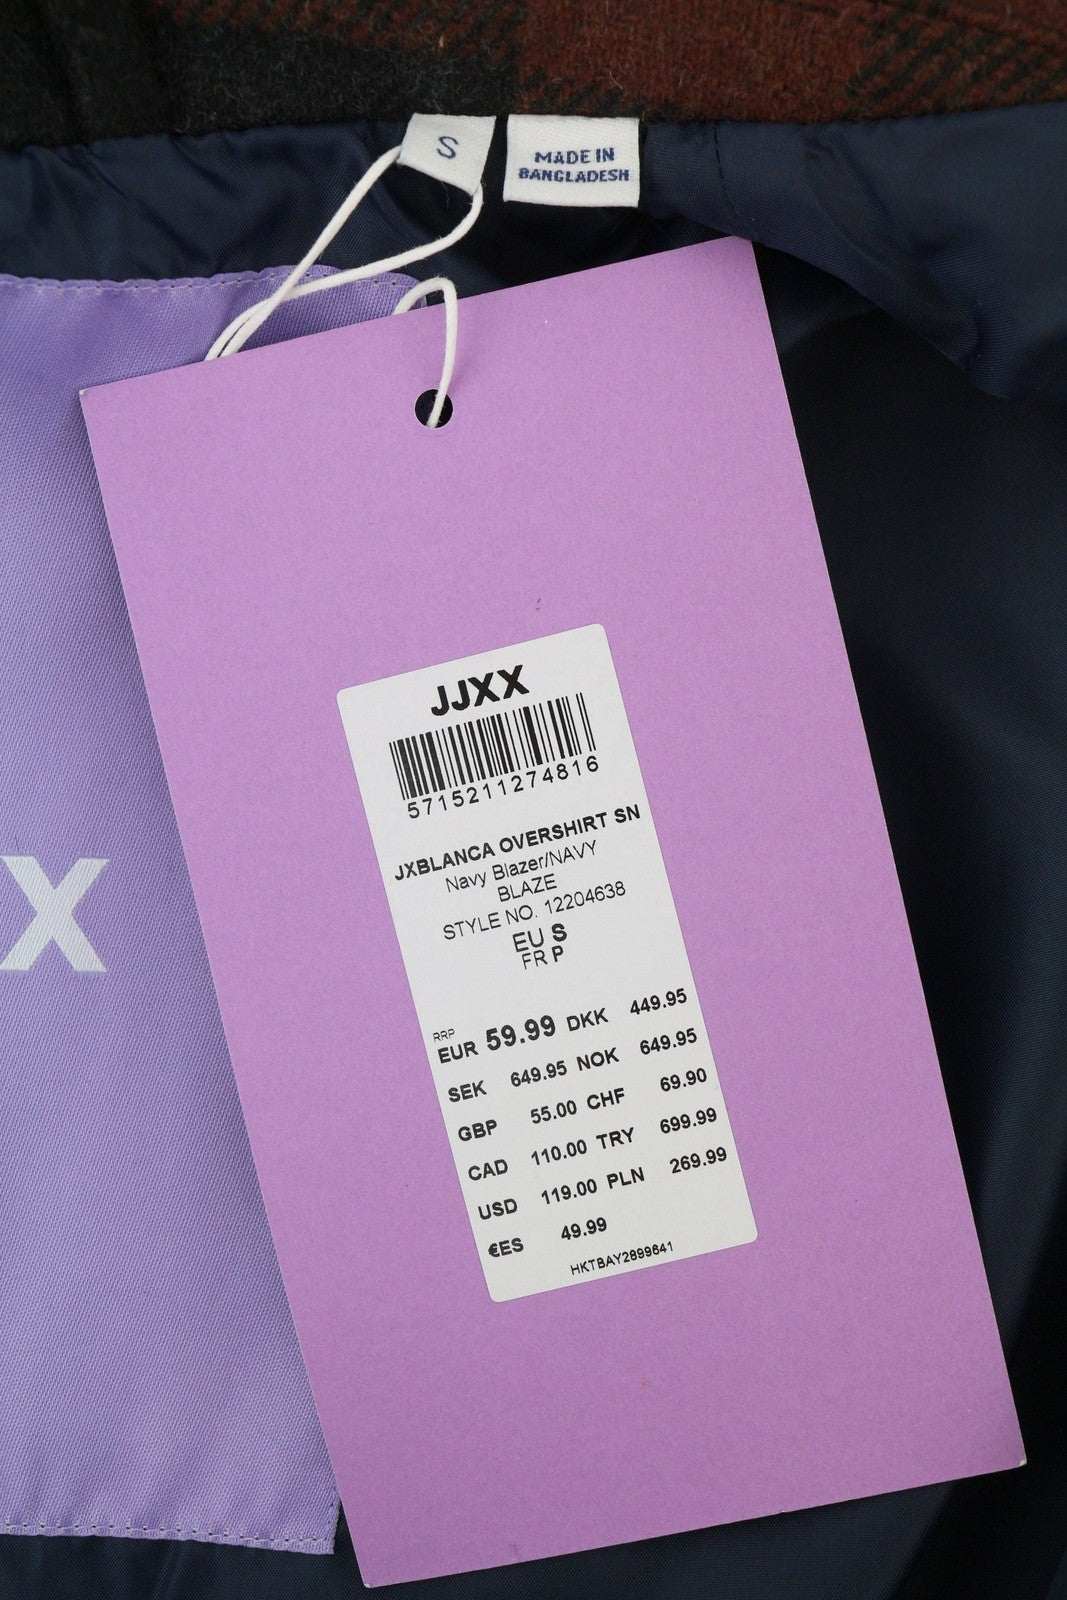 S
MADE IN
BANGLADESH
X
JJXX
5715211274816
JXBLANCA OVERSHIRT SN
Navy Blazer/NAVY
BLAZE
STYLE NO. 12204638
EU S
FR P
RRP
EUR 59.99 DKK 449.95
SEK 649.95 NOK 649.95
GBP 55.00 CHF 69.90
CAD 110.00 TRY 699.99
USD 119.00 PLN 269.99
€ES 49.99
HKTBAY2899641